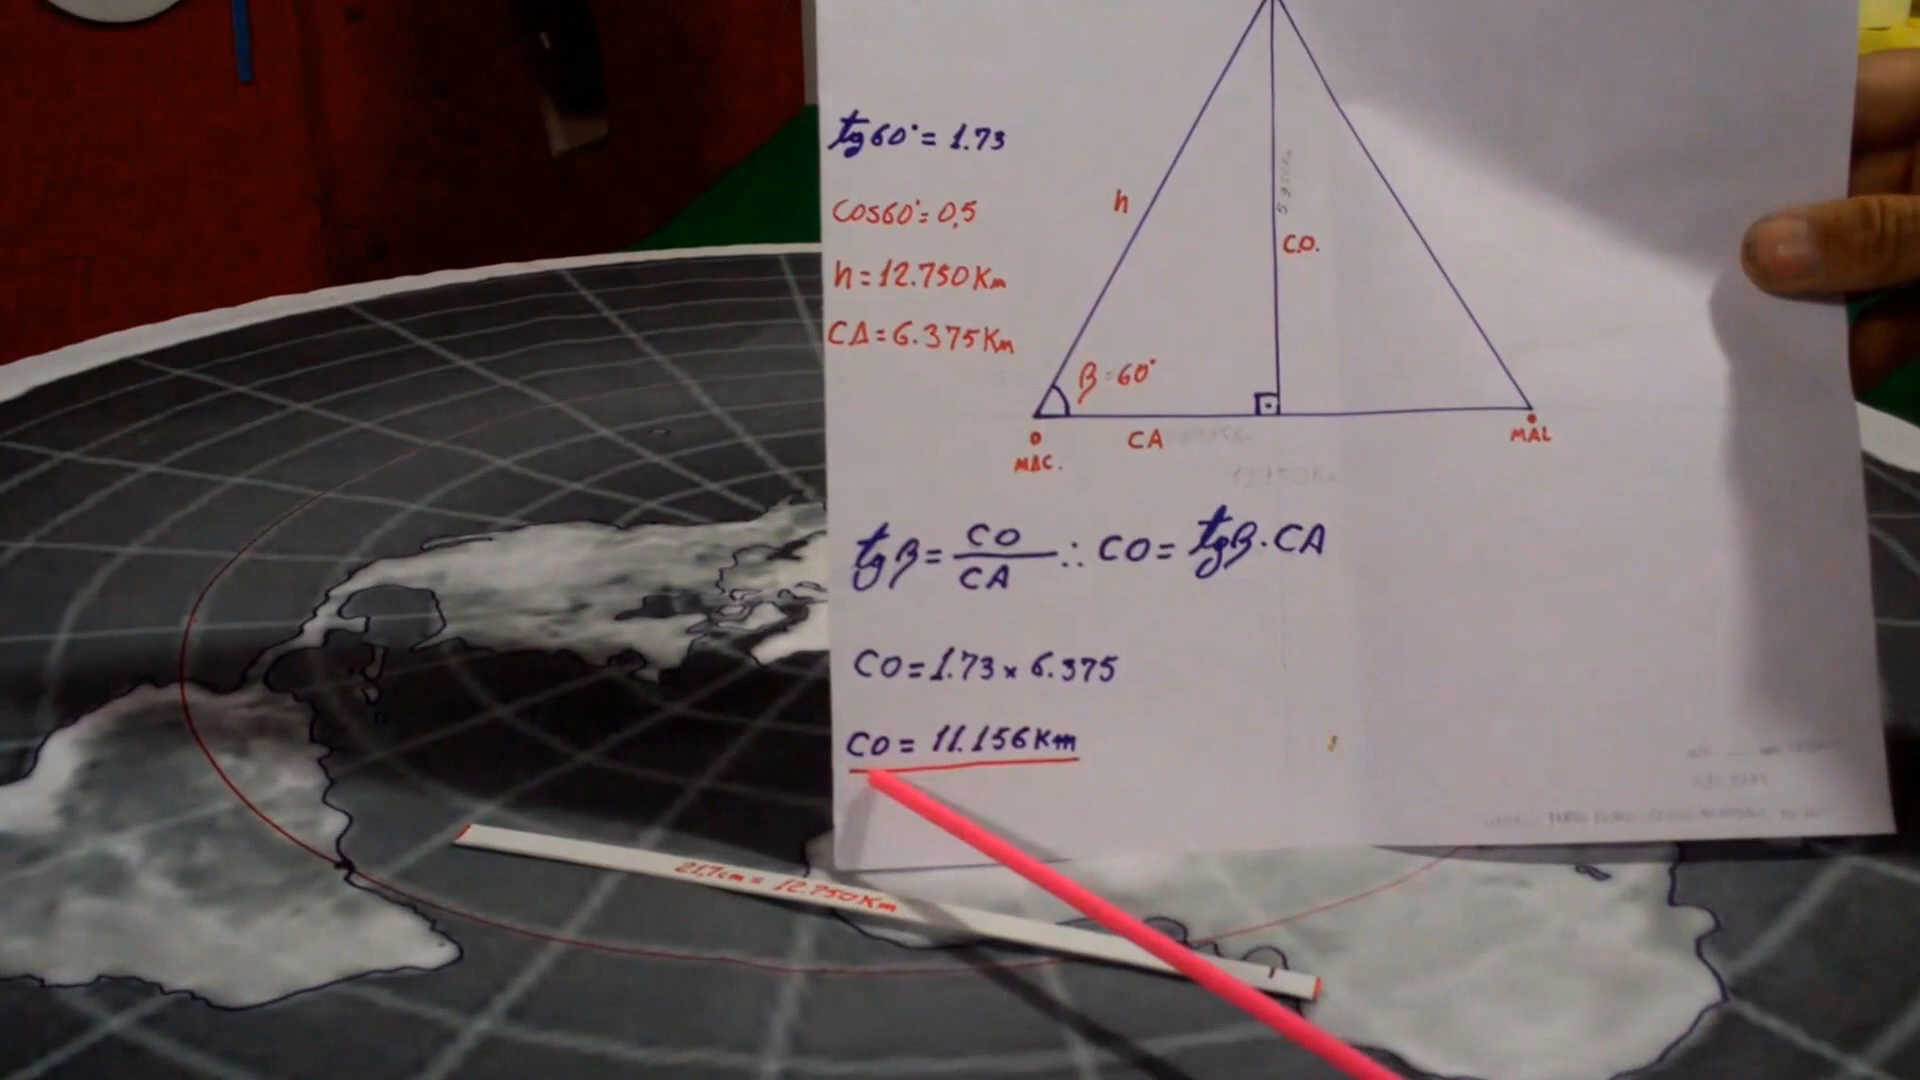 tg60°=1.73
Cos60°=0,5
h=12.750Km
CA=6.375Km
h
C.O.
β=60°
MAC.
CA
MAL
tgβ=CO/CA ∴ CO=tgβ.CA
CO=1.73×6.375
CO=11.156Km
21,7cm=12.750Km